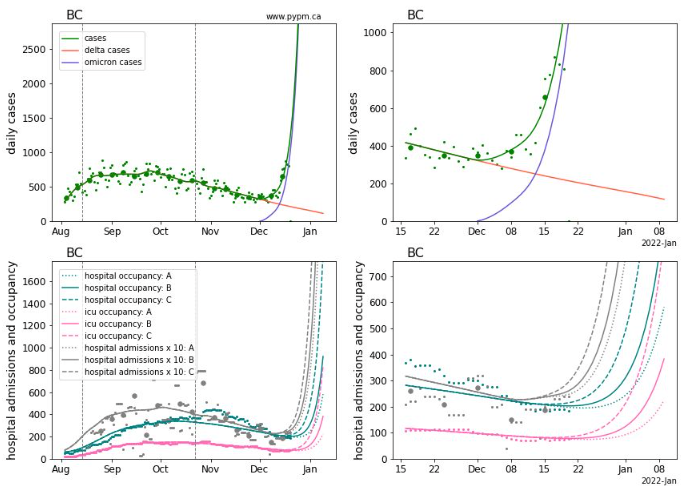 BC
www.pypm.ca
daily cases
2500
2000
1500
1000
500
0
cases
delta cases
omicron cases
Aug Sep Oct Nov Dec Jan
BC
daily cases
1000
800
600
400
200
0
15 22 Dec 08 15 22 Jan 08
2022-Jan
BC
hospital admissions and occupancy
1600
1400
1200
1000
800
600
400
200
0
hospital occupancy: A
hospital occupancy: B
hospital occupancy: C
icu occupancy: A
icu occupancy: B
icu occupancy: C
hospital admissions x 10: A
hospital admissions x 10: B
hospital admissions x 10: C
Aug Sep Oct Nov Dec Jan
BC
hospital admissions and occupancy
700
600
500
400
300
200
100
0
15 22 Dec 08 15 22 Jan 08
2022-Jan